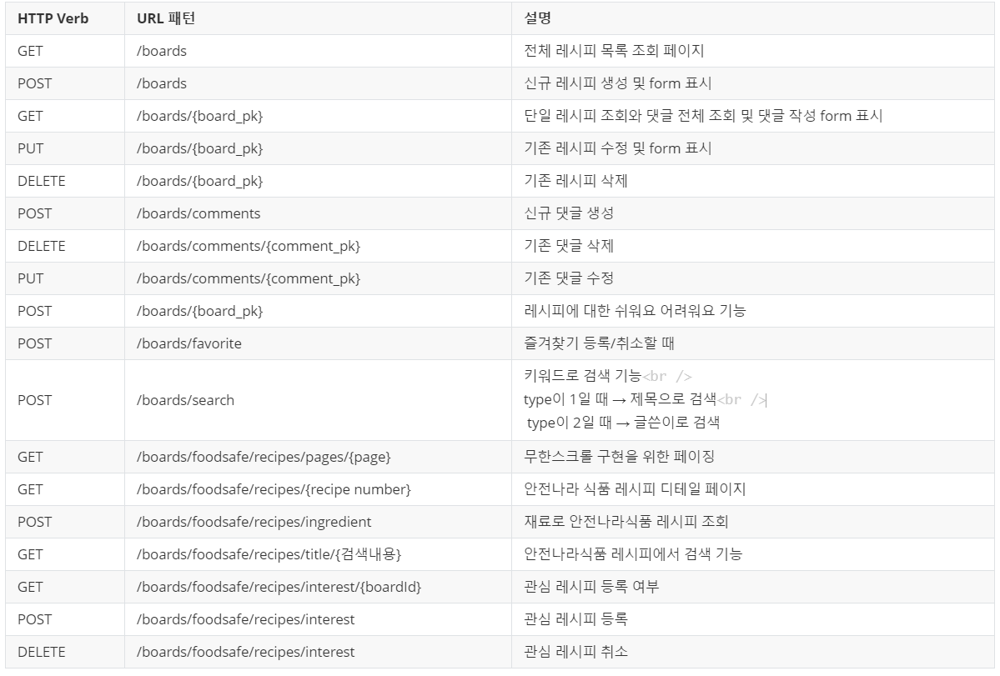 HTTP Verb URL 패턴 설명
GET /boards 전체 레시피 목록 조회 페이지
POST /boards 신규 레시피 생성 및 form 표시
GET /boards/{board_pk} 단일 레시피 조회와 댓글 전체 조회 및 댓글 작성 form 표시
PUT /boards/{board_pk} 기존 레시피 수정 및 form 표시
DELETE /boards/{board_pk} 기존 레시피 삭제
POST /boards/comments 신규 댓글 생성
DELETE /boards/comments/{comment_pk} 기존 댓글 삭제
PUT /boards/comments/{comment_pk} 기존 댓글 수정
POST /boards/{board_pk} 레시피에 대한 쉬워요 어려워요 기능
POST /boards/favorite 즐겨찾기 등록/취소할 때
POST /boards/search 키워드로 검색 기능<br />
type이 1일 때 → 제목으로 검색<br />
type이 2일 때 → 글쓴이로 검색
GET /boards/foodsafe/recipes/pages/{page} 무한스크롤 구현을 위한 페이징
GET /boards/foodsafe/recipes/{recipe number} 안전나라 식품 레시피 디테일 페이지
POST /boards/foodsafe/recipes/ingredient 재료로 안전나라식품 레시피 조회
GET /boards/foodsafe/recipes/title/{검색내용} 안전나라식품 레시피에서 검색 기능
GET /boards/foodsafe/recipes/interest/{boardId} 관심 레시피 등록 여부
POST /boards/foodsafe/recipes/interest 관심 레시피 등록
DELETE /boards/foodsafe/recipes/interest 관심 레시피 취소